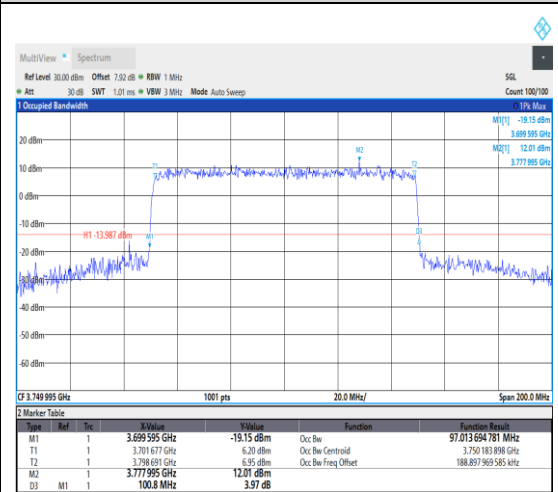 MultiView Spectrum
Ref Level 30.00 dBm Offset 7.92 dB RBW 1 MHz SGL
Att 30 dB SWT 1.01 ms VBW 3 MHz Mode Auto Sweep Count 100/100
1 Occupied Bandwidth 1Pk Max
M1[1] -19.15 dBm
3.699 595 GHz
M2[1] 12.01 dBm
3.777 995 GHz
20 dBm
M2
T1 T2
10 dBm
0 dBm
-10 dBm
H1 -13.987 dBm
M1 D3
-20 dBm
-30 dBm
-40 dBm
-50 dBm
-60 dBm
CF 3.749 995 GHz 1001 pts 20.0 MHz/ Span 200.0 MHz
2 Marker Table
Type Ref Trc X-Value Y-Value Function Function Result
M1 1 3.699 595 GHz -19.15 dBm Occ Bw 97.013 694 781 MHz
T1 1 3.701 677 GHz 6.20 dBm Occ Bw Centroid 3.750 183 898 GHz
T2 1 3.798 691 GHz 6.95 dBm Occ Bw Freq Offset 188.897 969 585 kHz
M2 1 3.777 995 GHz 12.01 dBm
D3 M1 1 100.8 MHz 3.97 dB